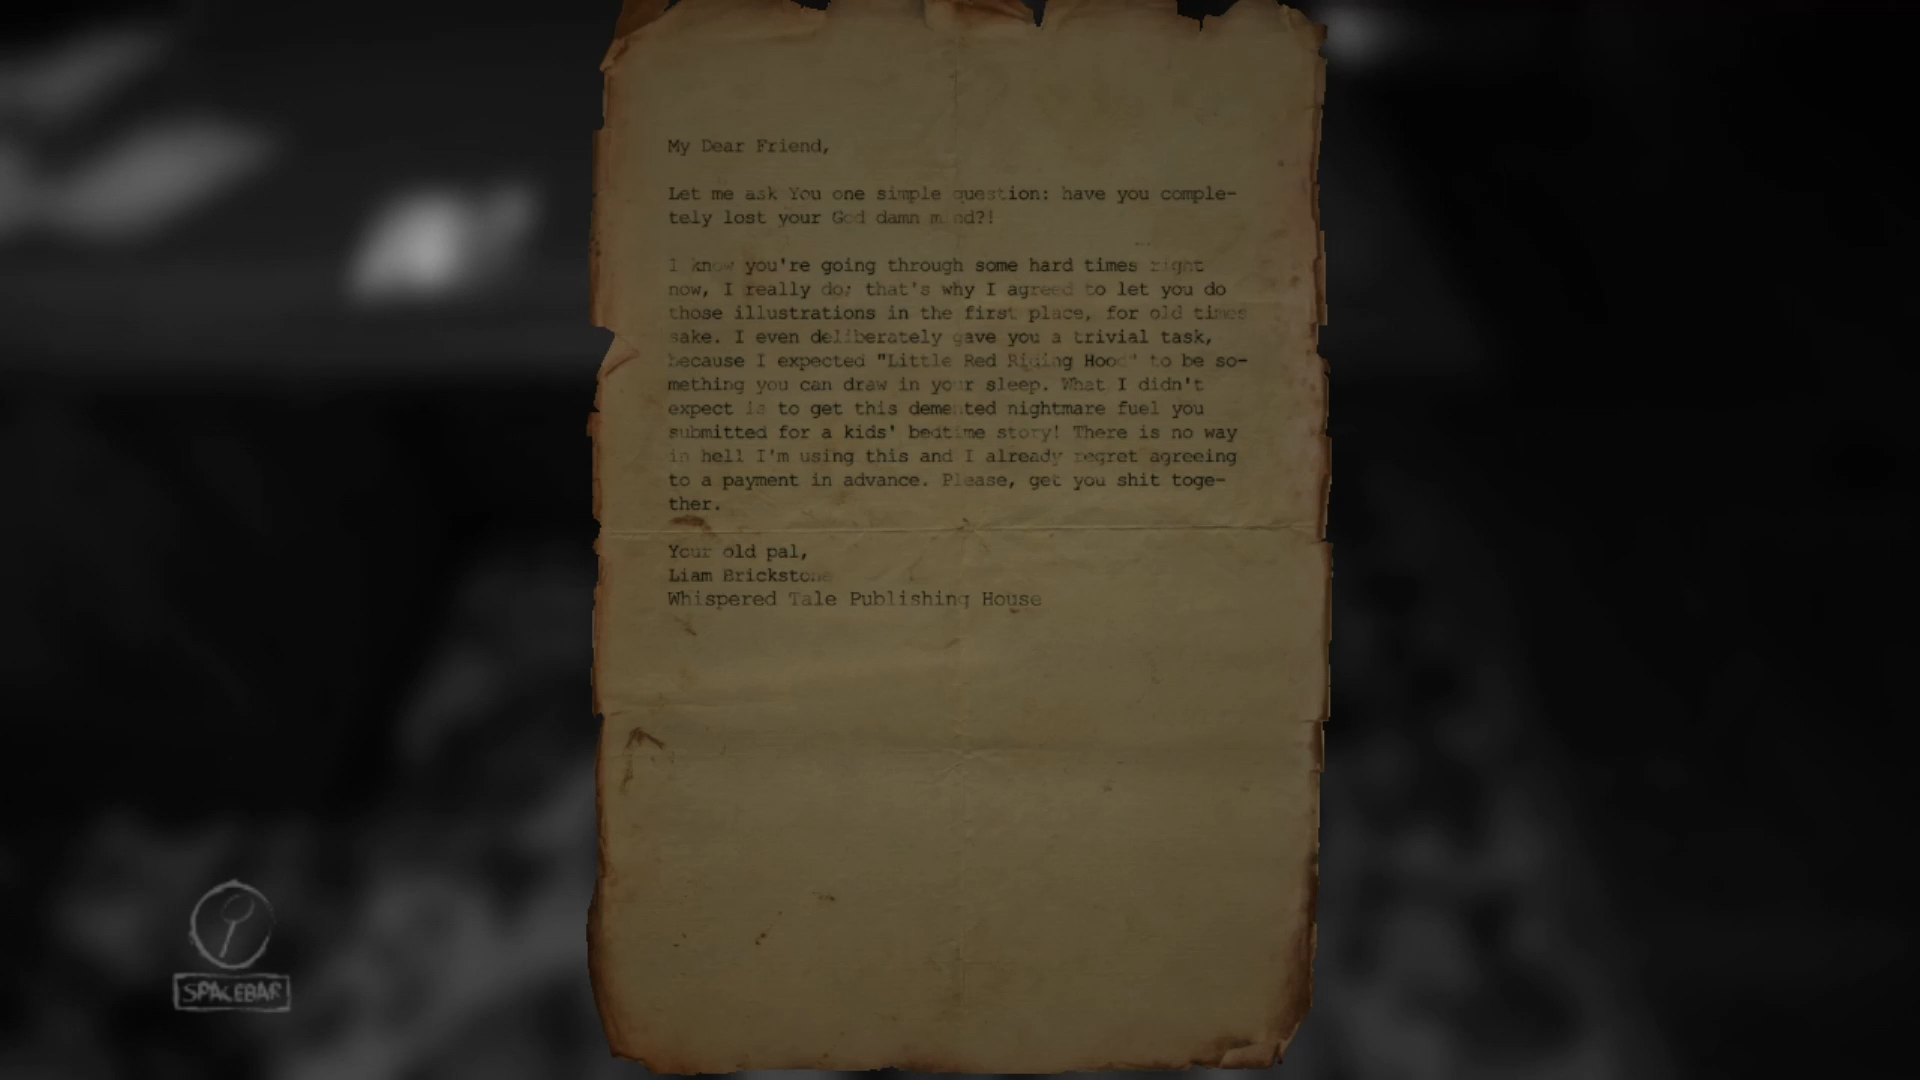 My Dear Friend,
Let me ask You one simple question: have you comple-
tely lost your God damn mind?!
I know you're going through some hard times right
now, I really do; that's why I agreed to let you do
those illustrations in the first place, for old times
sake. I even deliberately gave you a trivial task,
because I expected "Little Red Riding Hood" to be so-
mething you can draw in your sleep. What I didn't
expect is to get this demented nightmare fuel you
submitted for a kids' bedtime story! There is no way
in hell I'm using this and I already regret agreeing
to a payment in advance. Please, get you shit toge-
ther.
Your old pal,
Liam Brickstone
Whispered Tale Publishing House
SPACEBAR